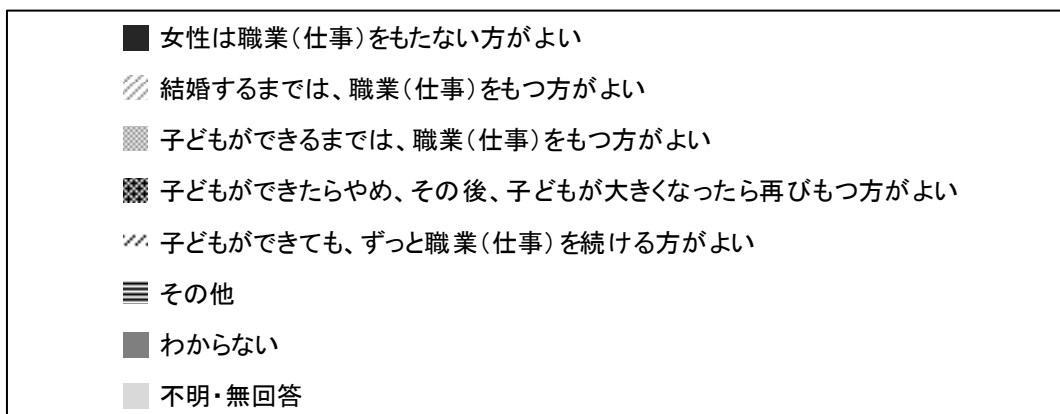 女性は職業(仕事)をもたない方がよい
結婚するまでは、職業(仕事)をもつ方がよい
子どもができるまでは、職業(仕事)をもつ方がよい
子どもができたらやめ、その後、子どもが大きくなったら再びもつ方がよい
子どもができても、ずっと職業(仕事)を続ける方がよい
その他
わからない
不明・無回答